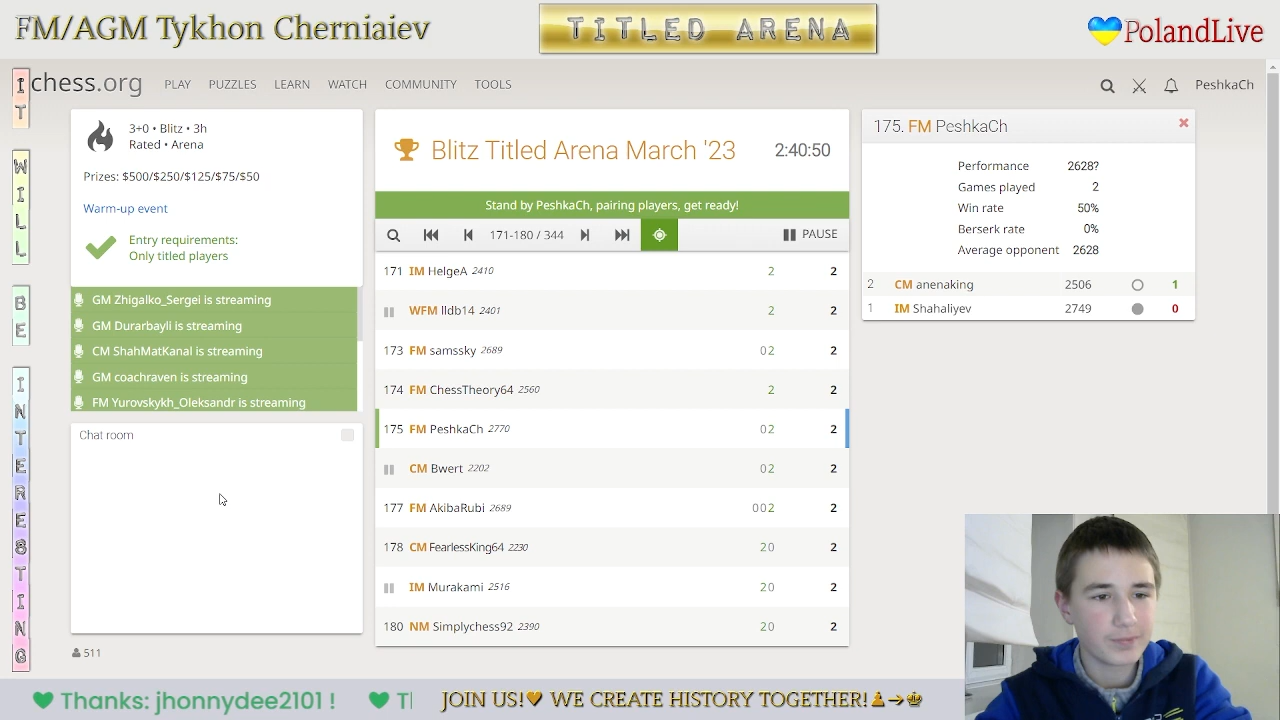 FM/AGM Tykhon Cherniaiev
TITLED ARENA
PolandLive
IT WILL BE INTERESTING
chess.org
PLAY PUZZLES LEARN WATCH COMMUNITY TOOLS
PeshkaCh
3+0 • Blitz • 3h
Rated • Arena
Prizes: $500/$250/$125/$75/$50
Warm-up event
Entry requirements:
Only titled players
GM Zhigalko_Sergei is streaming
GM Durarbayli is streaming
CM ShahMatKanal is streaming
GM coachraven is streaming
FM Yurovskykh_Oleksandr is streaming
Chat room
511
Blitz Titled Arena March '23 2:40:50
Stand by PeshkaCh, pairing players, get ready!
171-180 / 344 PAUSE
171 IM HelgeA 2410 2 2
WFM lldb14 2401 2 2
173 FM samssky 2689 02 2
174 FM ChessTheory64 2560 2 2
175 FM PeshkaCh 2770 02 2
CM Bwert 2202 02 2
177 FM AkibaRubi 2689 002 2
178 CM FearlessKing64 2230 20 2
IM Murakami 2516 20 2
180 NM Simplychess92 2390 20 2
175. FM PeshkaCh
Performance 2628?
Games played 2
Win rate 50%
Berserk rate 0%
Average opponent 2628
2 CM anenaking 2506 1
1 IM Shahaliyev 2749 0
Thanks: jhonnydee2101 ! T
JOIN US! WE CREATE HISTORY TOGETHER!